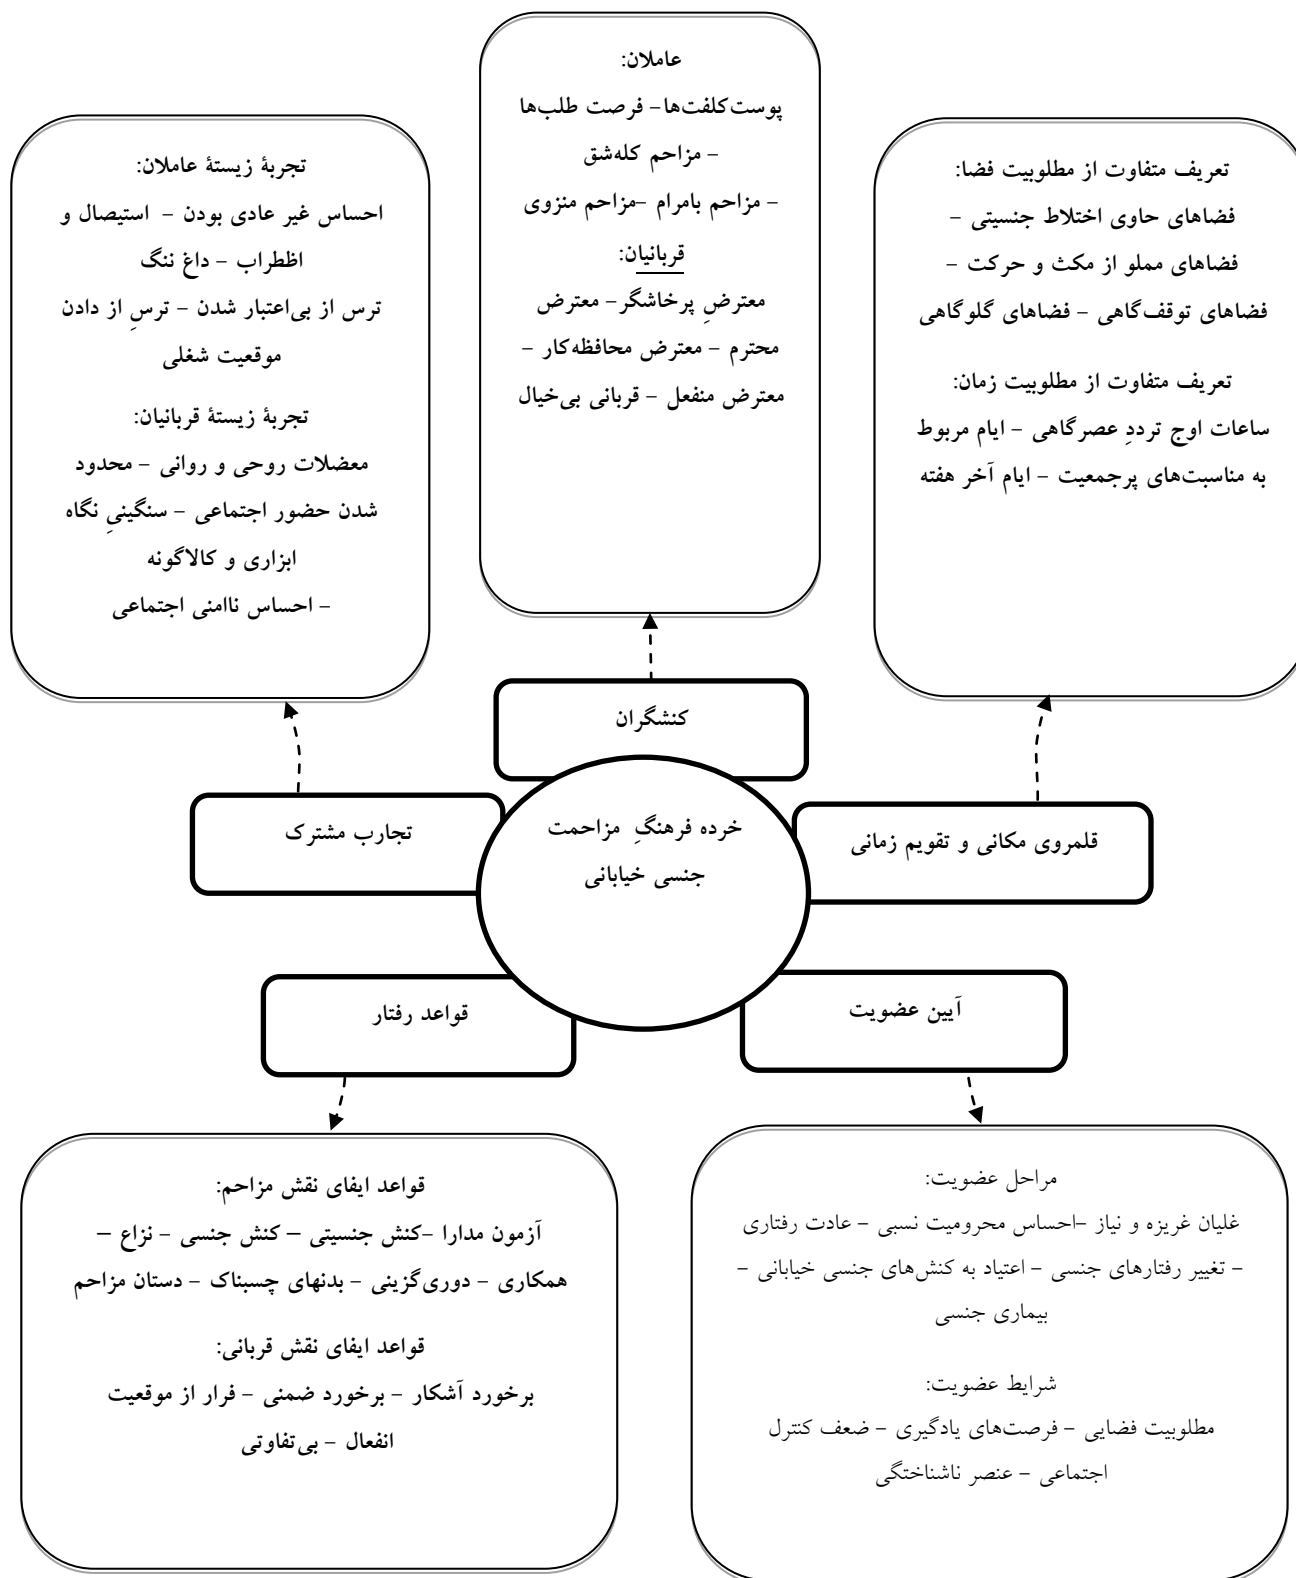 عاملان:
پوست‌کلفت‌ها– فرصت طلب‌ها
– مزاحم کله‌شق
– مزاحم بامرام –مزاحم منزوی
قربانیان:
معترضِ پرخاشگر– معترض
محترم – معترض محافظه‌کار –
معترض منفعل – قربانی بی‌خیال
تعریف متفاوت از مطلوبیت فضا:
فضاهای حاوی اختلاط جنسیتی –
فضاهای مملو از مکث و حرکت –
فضاهای توقف‌گاهی – فضاهای گلوگاهی
تعریف متفاوت از مطلوبیت زمان:
ساعات اوج ترددِ عصرگاهی – ایام مربوط
به مناسبت‌های پرجمعیت – ایام آخر هفته
تجربهٔ زیستهٔ عاملان:
احساس غیر عادی بودن – استیصال و
اظطراب – داغ ننگ
ترس از بی‌اعتبار شدن – ترسِ از دادن
موقعیت شغلی
تجربهٔ زیستهٔ قربانیان:
معضلات روحی و روانی – محدود
شدن حضور اجتماعی – سنگینیِ نگاه
ابزاری و کالاگونه
– احساس ناامنی اجتماعی
کنشگران
قلمروی مکانی و تقویم زمانی
تجارب مشترک
خرده فرهنگِ مزاحمت
جنسی خیابانی
آیین عضویت
قواعد رفتار
مراحل عضویت:
غلیان غریزه و نیاز –احساس محرومیت نسبی – عادت رفتاری
– تغییر رفتارهای جنسی – اعتیاد به کنش‌های جنسی خیابانی –
بیماری جنسی
شرایط عضویت:
مطلوبیت فضایی – فرصت‌های یادگیری – ضعف کنترل
اجتماعی – عنصر ناشناختگی
قواعد ایفای نقش مزاحم:
آزمون مدارا –کنش جنسیتی – کنش جنسی – نزاع –
همکاری – دوری‌گزینی – بدنهای چسبناک – دستان مزاحم
قواعد ایفای نقش قربانی:
برخورد آشکار – برخورد ضمنی – فرار از موقعیت
انفعال – بی‌تفاوتی